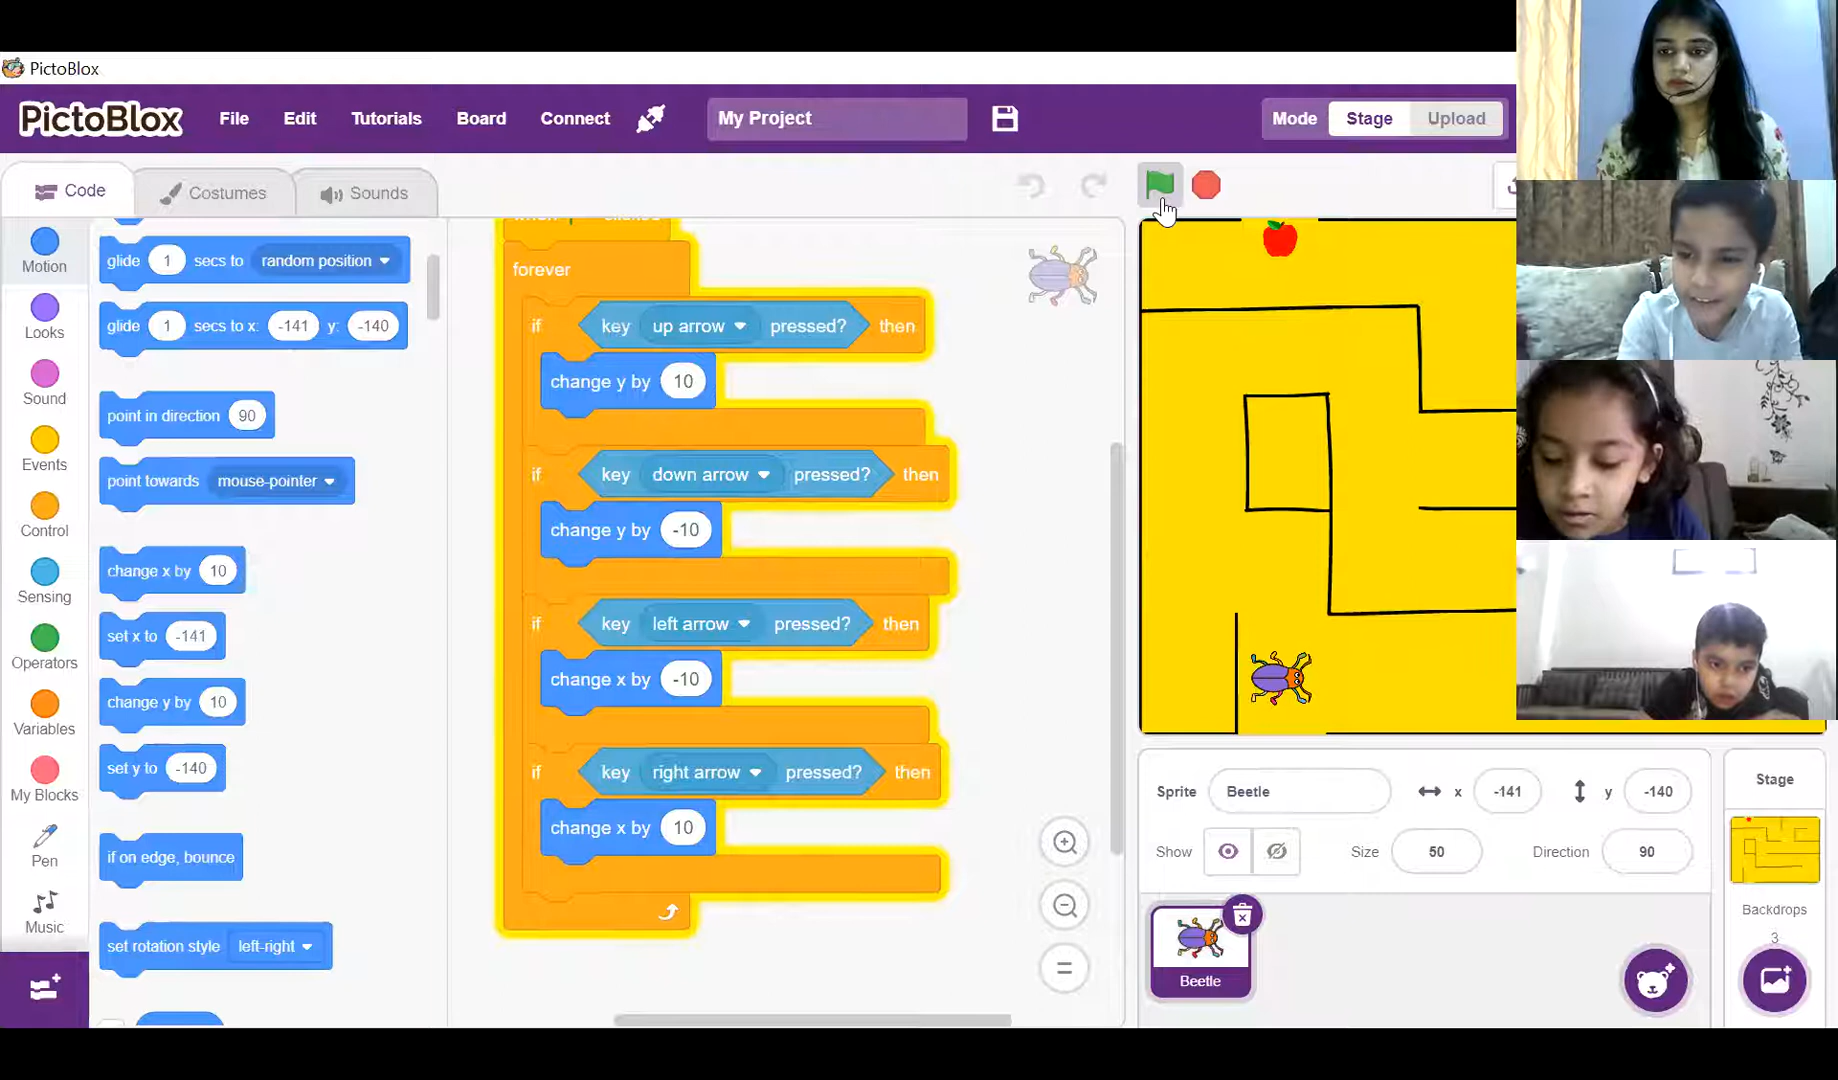 PictoBlox
PictoBlox File Edit Tutorials Board Connect My Project Mode Stage Upload
Code Costumes Sounds
Motion
Looks
Sound
Events
Control
Sensing
Operators
Variables
My Blocks
Pen
Music
glide 1 secs to random position
glide 1 secs to x: -141 y: -140
point in direction 90
point towards mouse-pointer
change x by 10
set x to -141
change y by 10
set y to -140
if on edge, bounce
set rotation style left-right
forever
if key up arrow pressed? then
change y by 10
if key down arrow pressed? then
change y by -10
if key left arrow pressed? then
change x by -10
if key right arrow pressed? then
change x by 10
Sprite Beetle x -141 y -140
Show Size 50 Direction 90
Beetle
Stage
Backdrops
3